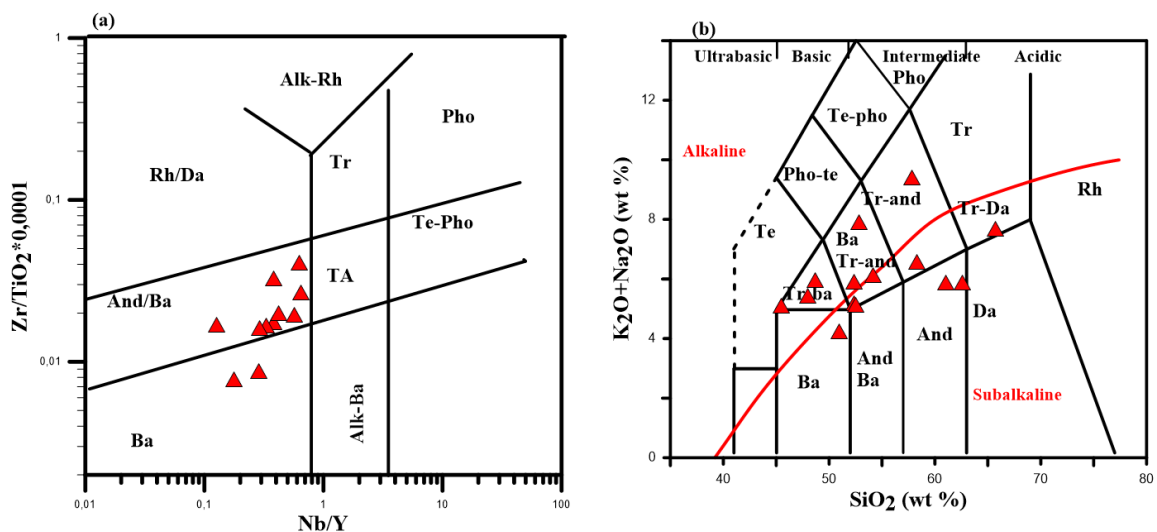 (a)
1
Alk-Rh
Pho
Tr
Rh/Da
0,1
Te-Pho
TA
And/Ba
0,01
Alk-Ba
Ba
0,01
0,1
1
10
100
Nb/Y
Zr/TiO2*0,0001
(b)
Ultrabasic
Basic
Intermediate
Acidic
Pho
12
Te-pho
Tr
Alkaline
Pho-te
Rh
Tr-and
Tr-Da
8
Te
Ba
Tr-and
Tr-ba
4
Da
And
And
Ba
Ba
Subalkaline
0
40
50
60
70
80
SiO2 (wt %)
K2O+Na2O (wt %)